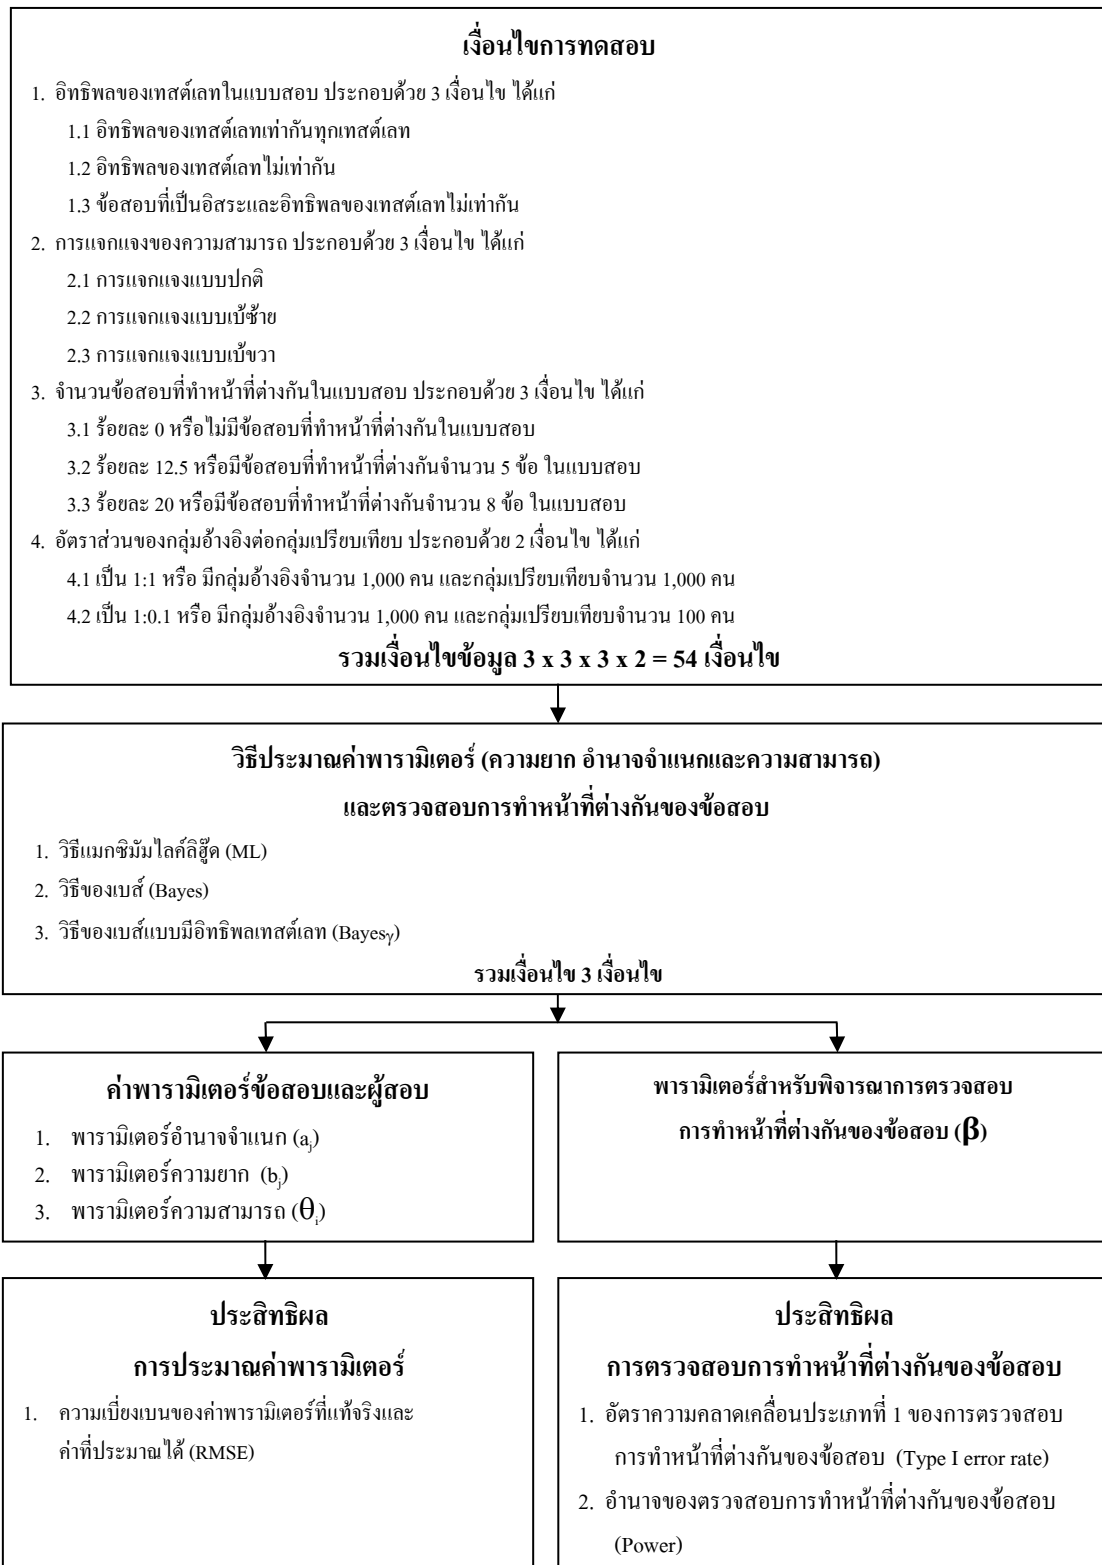 เงื่อนไขการทดสอบ
1. อิทธิพลของเทสต์เลทในแบบสอบ ประกอบด้วย 3 เงื่อนไข ได้แก่
1.1 อิทธิพลของเทสต์เลทเท่ากันทุกเทสต์เลท
1.2 อิทธิพลของเทสต์เลทไม่เท่ากัน
1.3 ข้อสอบที่เป็นอิสระและอิทธิพลของเทสต์เลทไม่เท่ากัน
2. การแจกแจงของความสามารถ ประกอบด้วย 3 เงื่อนไข ได้แก่
2.1 การแจกแจงแบบปกติ
2.2 การแจกแจงแบบเบ้ซ้าย
2.3 การแจกแจงแบบเบ้ขวา
3. จำนวนข้อสอบที่ทำหน้าที่ต่างกันในแบบสอบ ประกอบด้วย 3 เงื่อนไข ได้แก่
3.1 ร้อยละ 0 หรือไม่มีข้อสอบที่ทำหน้าที่ต่างกันในแบบสอบ
3.2 ร้อยละ 12.5 หรือมีข้อสอบที่ทำหน้าที่ต่างกันจำนวน 5 ข้อ ในแบบสอบ
3.3 ร้อยละ 20 หรือมีข้อสอบที่ทำหน้าที่ต่างกันจำนวน 8 ข้อ ในแบบสอบ
4. อัตราส่วนของกลุ่มอ้างอิงต่อกลุ่มเปรียบเทียบ ประกอบด้วย 2 เงื่อนไข ได้แก่
4.1 เป็น 1:1 หรือ มีกลุ่มอ้างอิงจำนวน 1,000 คน และกลุ่มเปรียบเทียบจำนวน 1,000 คน
4.2 เป็น 1:0.1 หรือ มีกลุ่มอ้างอิงจำนวน 1,000 คน และกลุ่มเปรียบเทียบจำนวน 100 คน
รวมเงื่อนไขข้อมูล 3 x 3 x 3 x 2 = 54 เงื่อนไข
วิธีประมาณค่าพารามิเตอร์ (ความยาก อำนาจจำแนกและความสามารถ)
และตรวจสอบการทำหน้าที่ต่างกันของข้อสอบ
1. วิธีแมกซิมัมไลค์ลิฮู๊ด (ML)
2. วิธีของเบส์ (Bayes)
3. วิธีของเบส์แบบมีอิทธิพลเทสต์เลท (Bayesγ)
รวมเงื่อนไข 3 เงื่อนไข
ค่าพารามิเตอร์ข้อสอบและผู้สอบ
1. พารามิเตอร์อำนาจจำแนก (aj)
2. พารามิเตอร์ความยาก (bj)
3. พารามิเตอร์ความสามารถ (θi)
พารามิเตอร์สำหรับพิจารณาการตรวจสอบ
การทำหน้าที่ต่างกันของข้อสอบ (β)
ประสิทธิผล
การประมาณค่าพารามิเตอร์
1. ความเบี่ยงเบนของค่าพารามิเตอร์ที่แท้จริงและ
ค่าที่ประมาณได้ (RMSE)
ประสิทธิผล
การตรวจสอบการทำหน้าที่ต่างกันของข้อสอบ
1. อัตราความคลาดเคลื่อนประเภทที่ 1 ของการตรวจสอบ
การทำหน้าที่ต่างกันของข้อสอบ (Type I error rate)
2. อำนาจของตรวจสอบการทำหน้าที่ต่างกันของข้อสอบ
(Power)